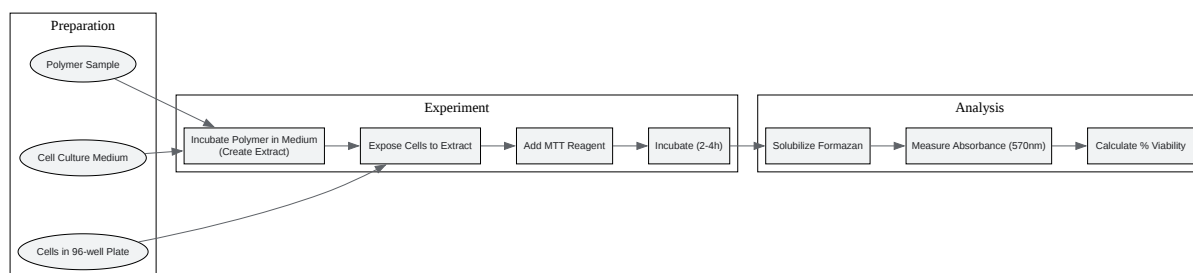 Preparation
Polymer Sample
Cell Culture Medium
Cells in 96-well Plate
Experiment
Incubate Polymer in Medium
(Create Extract)
Expose Cells to Extract
Add MTT Reagent
Incubate (2-4h)
Analysis
Solubilize Formazan
Measure Absorbance (570nm)
Calculate % Viability